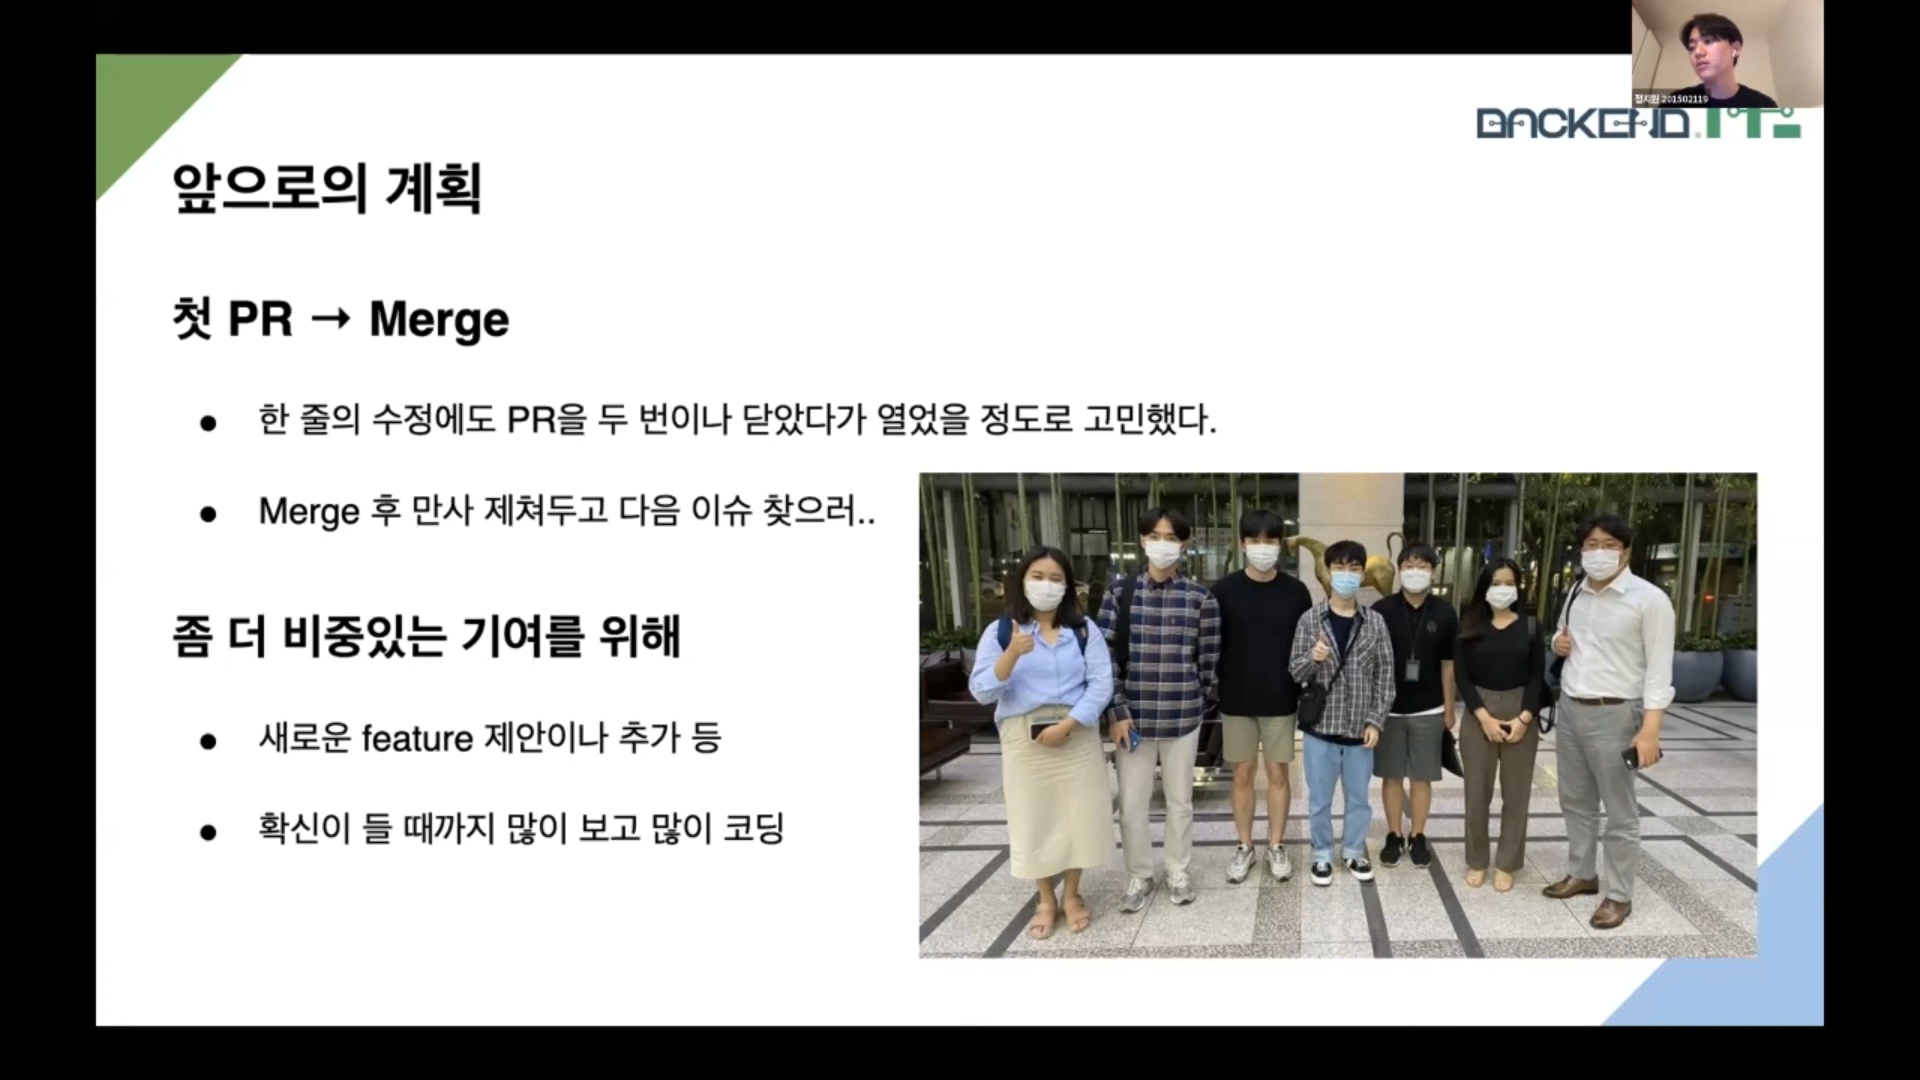 정지원 201502119
BACKEND.
앞으로의 계획
첫 PR → Merge
● 한 줄의 수정에도 PR을 두 번이나 닫았다가 열었을 정도로 고민했다.
● Merge 후 만사 제쳐두고 다음 이슈 찾으러..
좀 더 비중있는 기여를 위해
● 새로운 feature 제안이나 추가 등
● 확신이 들 때까지 많이 보고 많이 코딩